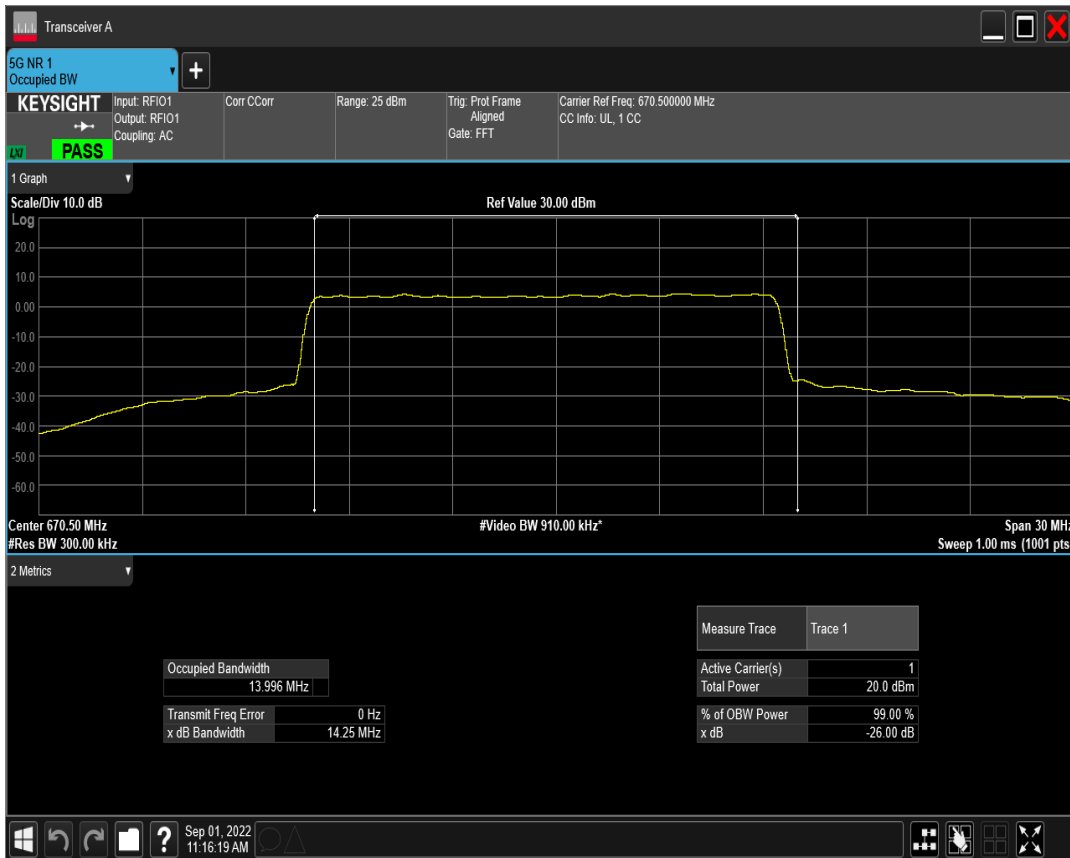 Transceiver A
5G NR 1
Occupied BW
+
KEYSIGHT
LXI
PASS
Input: RFIO1
Output: RFIO1
Coupling: AC
Corr CCorr
Range: 25 dBm
Trig: Prot Frame
Aligned
Gate: FFT
Carrier Ref Freq: 670.500000 MHz
CC Info: UL, 1 CC
1 Graph
Scale/Div 10.0 dB
Ref Value 30.00 dBm
Log
20.0
10.0
0.00
-10.0
-20.0
-30.0
-40.0
-50.0
-60.0
Center 670.50 MHz
#Video BW 910.00 kHz*
Span 30 MHz
#Res BW 300.00 kHz
Sweep 1.00 ms (1001 pts
2 Metrics
Measure Trace Trace 1
Occupied Bandwidth
13.996 MHz
Active Carrier(s) 1
Total Power 20.0 dBm
Transmit Freq Error 0 Hz
x dB Bandwidth 14.25 MHz
% of OBW Power 99.00 %
x dB -26.00 dB
?
Sep 01, 2022
11:16:19 AM